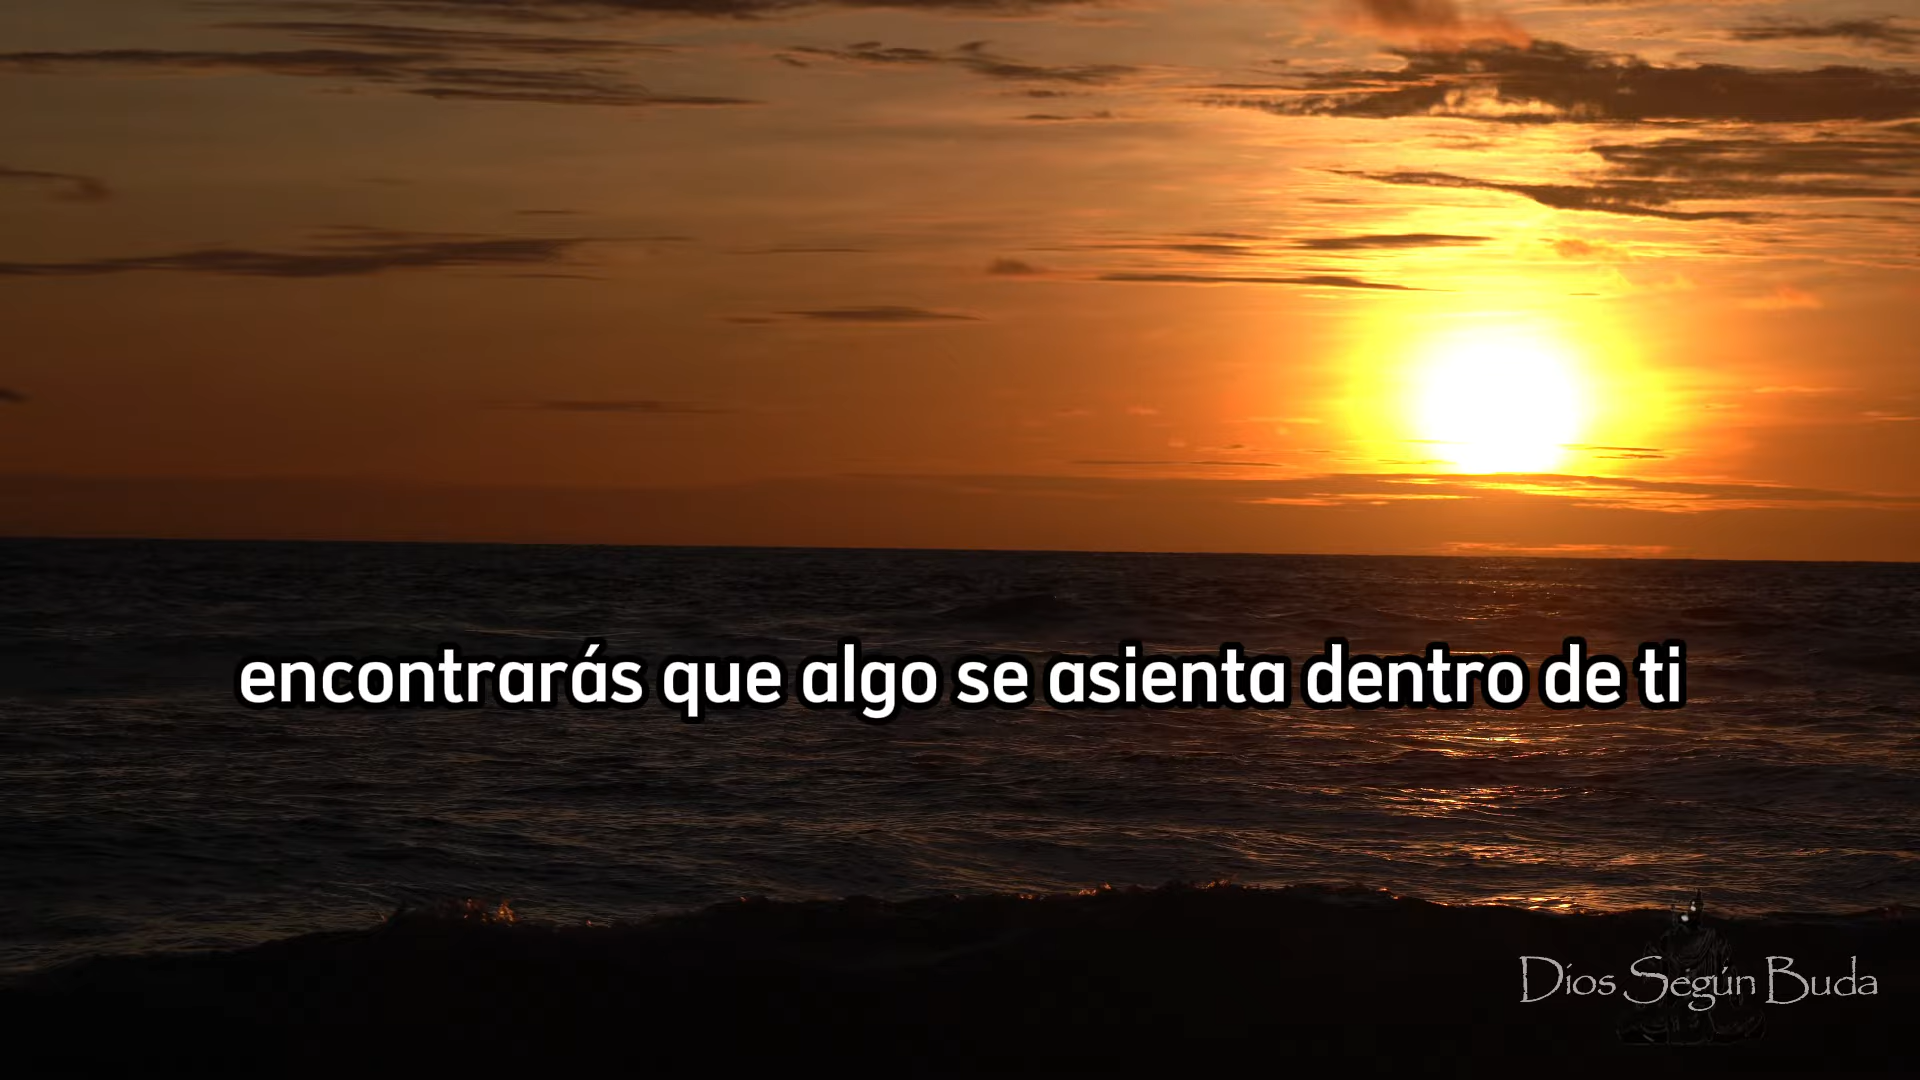 encontrarás que algo se asienta dentro de ti
Dios Según Buda